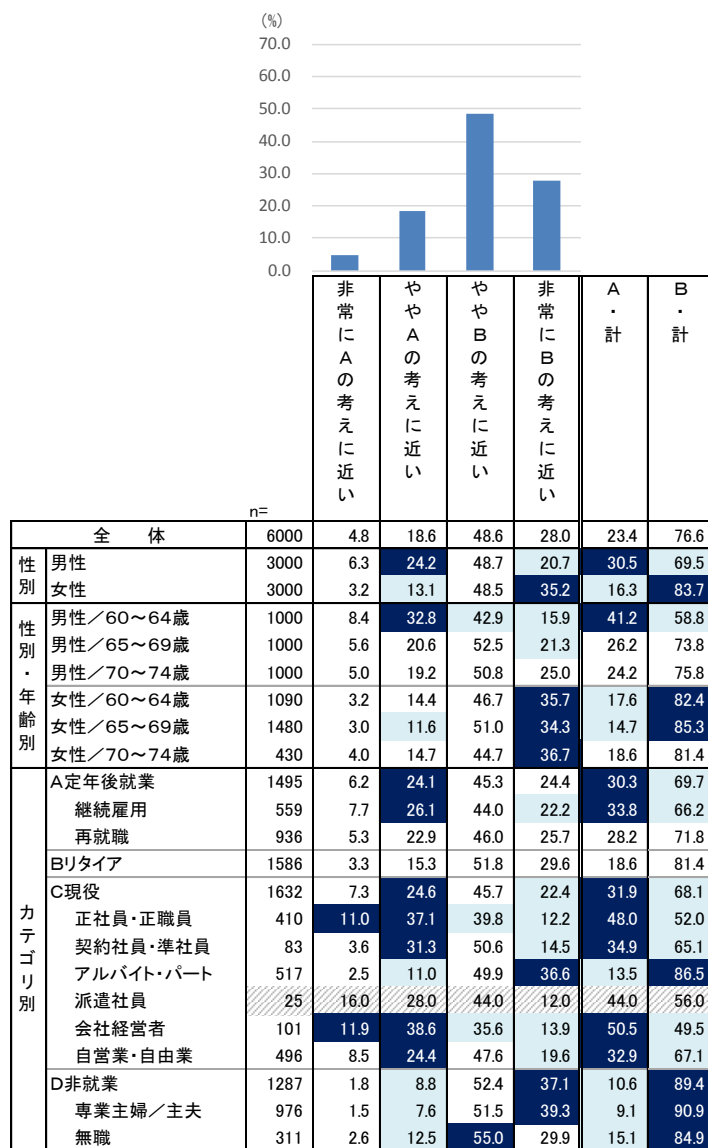 (%)
70.0
60.0
50.0
40.0
30.0
20.0
10.0
0.0
非常にAの考えに近い
ややAの考えに近い
ややBの考えに近い
非常にBの考えに近い
A・計
B・計
n=
全 体 6000 4.8 18.6 48.6 28.0 23.4 76.6
性別
男性 3000 6.3 24.2 48.7 20.7 30.5 69.5
女性 3000 3.2 13.1 48.5 35.2 16.3 83.7
性別・年齢別
男性/60~64歳 1000 8.4 32.8 42.9 15.9 41.2 58.8
男性/65~69歳 1000 5.6 20.6 52.5 21.3 26.2 73.8
男性/70~74歳 1000 5.0 19.2 50.8 25.0 24.2 75.8
女性/60~64歳 1090 3.2 14.4 46.7 35.7 17.6 82.4
女性/65~69歳 1480 3.0 11.6 51.0 34.3 14.7 85.3
女性/70~74歳 430 4.0 14.7 44.7 36.7 18.6 81.4
カテゴリ別
A定年後就業 1495 6.2 24.1 45.3 24.4 30.3 69.7
継続雇用 559 7.7 26.1 44.0 22.2 33.8 66.2
再就職 936 5.3 22.9 46.0 25.7 28.2 71.8
Bリタイア 1586 3.3 15.3 51.8 29.6 18.6 81.4
C現役 1632 7.3 24.6 45.7 22.4 31.9 68.1
正社員・正職員 410 11.0 37.1 39.8 12.2 48.0 52.0
契約社員・準社員 83 3.6 31.3 50.6 14.5 34.9 65.1
アルバイト・パート 517 2.5 11.0 49.9 36.6 13.5 86.5
派遣社員 25 16.0 28.0 44.0 12.0 44.0 56.0
会社経営者 101 11.9 38.6 35.6 13.9 50.5 49.5
自営業・自由業 496 8.5 24.4 47.6 19.6 32.9 67.1
D非就業 1287 1.8 8.8 52.4 37.1 10.6 89.4
専業主婦/主夫 976 1.5 7.6 51.5 39.3 9.1 90.9
無職 311 2.6 12.5 55.0 29.9 15.1 84.9